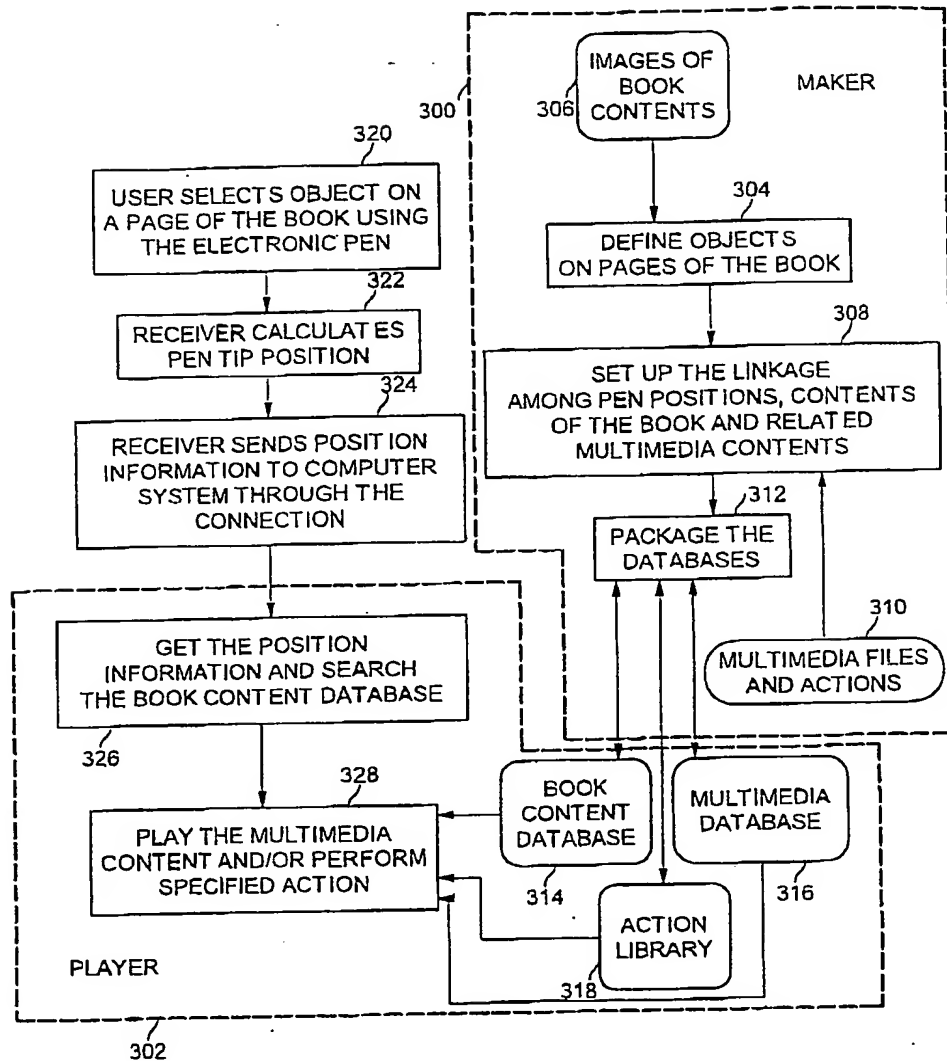 300
306
IMAGES OF
BOOK
CONTENTS
MAKER
304
DEFINE OBJECTS
ON PAGES OF THE BOOK
308
SET UP THE LINKAGE
AMONG PEN POSITIONS, CONTENTS
OF THE BOOK AND RELATED
MULTIMEDIA CONTENTS
312
PACKAGE THE
DATABASES
310
MULTIMEDIA FILES
AND ACTIONS
320
USER SELECTS OBJECT ON
A PAGE OF THE BOOK USING
THE ELECTRONIC PEN
322
RECEIVER CALCULATES
PEN TIP POSITION
324
RECEIVER SENDS POSITION
INFORMATION TO COMPUTER
SYSTEM THROUGH THE
CONNECTION
GET THE POSITION
INFORMATION AND SEARCH
THE BOOK CONTENT DATABASE
326
328
PLAY THE MULTIMEDIA
CONTENT AND/OR PERFORM
SPECIFIED ACTION
BOOK
CONTENT
DATABASE
314
MULTIMEDIA
DATABASE
316
ACTION
LIBRARY
318
PLAYER
302